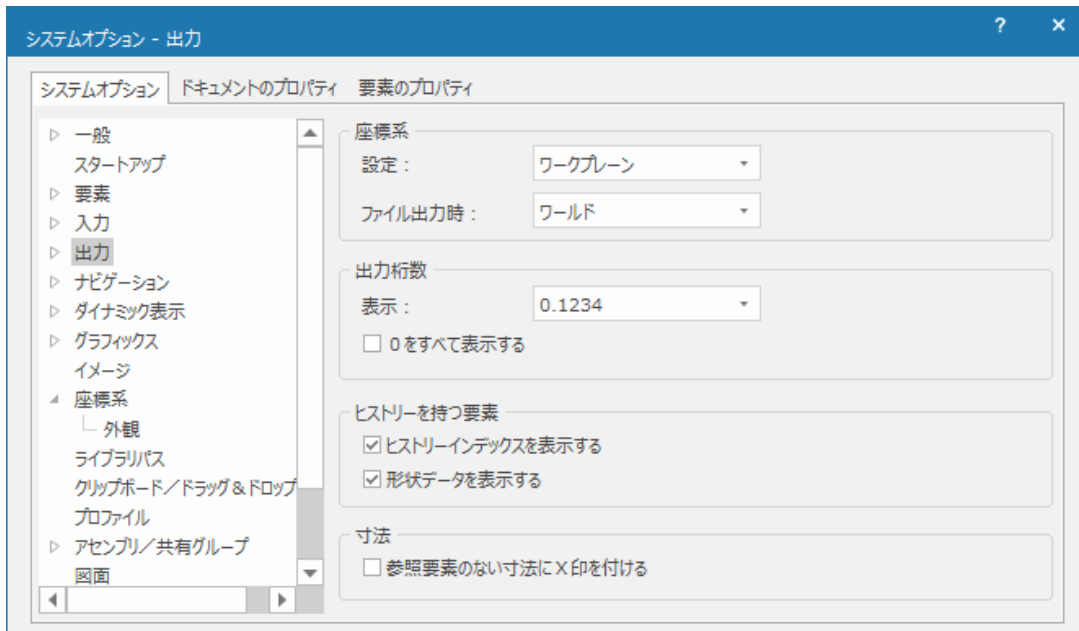 システムオプション - 出力
? ×
システムオプション ドキュメントのプロパティ 要素のプロパティ
一般
スタートアップ
要素
入力
出力
ナビゲーション
ダイナミック表示
グラフィックス
イメージ
座標系
外観
ライブラリパス
クリップボード／ドラッグ＆ドロップ
プロファイル
アセンブリ／共有グループ
図面
座標系
設定： ワークプレーン
ファイル出力時： ワールド
出力桁数
表示： 0.1234
0をすべて表示する
ヒストリーを持つ要素
ヒストリーインデックスを表示する
形状データを表示する
寸法
参照要素のない寸法にX印を付ける